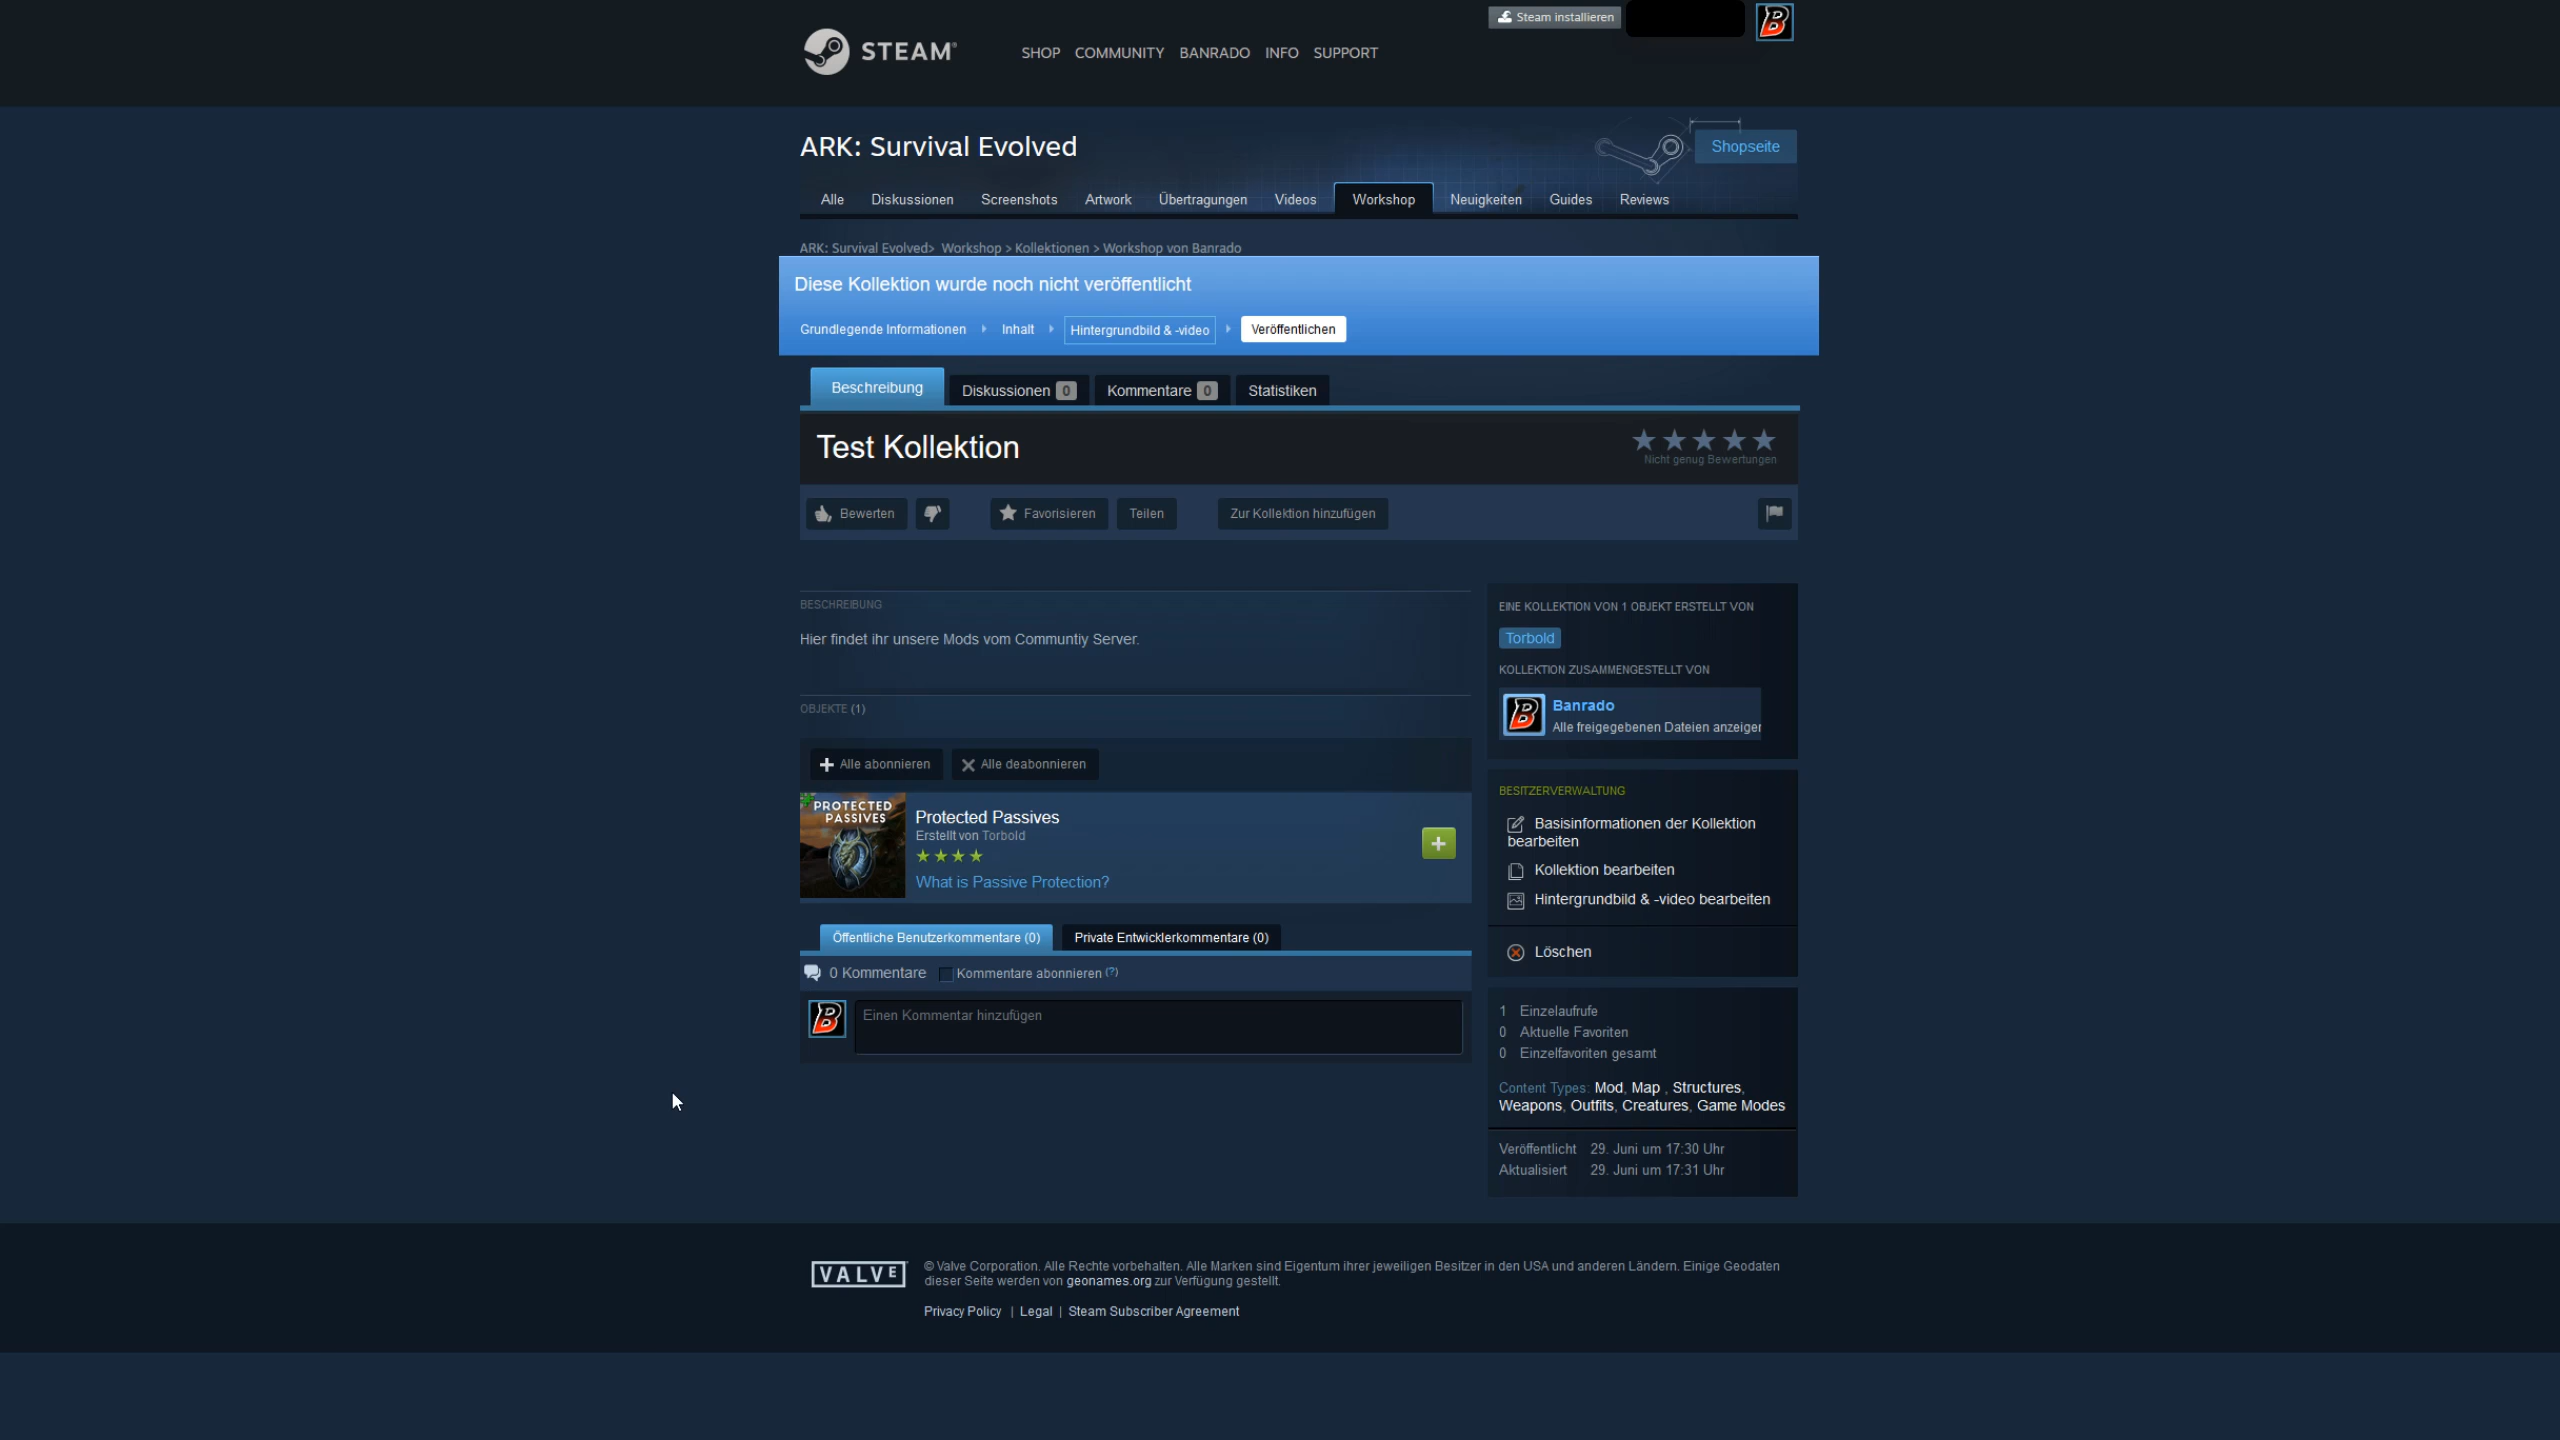 Steam installieren
STEAM®
SHOP COMMUNITY BANRADO INFO SUPPORT
ARK: Survival Evolved
Shopseite
Alle Diskussionen Screenshots Artwork Übertragungen Videos Workshop Neuigkeiten Guides Reviews
ARK: Survival Evolved> Workshop > Kollektionen > Workshop von Banrado
Diese Kollektion wurde noch nicht veröffentlicht
Grundlegende Informationen Inhalt Hintergrundbild & -video Veröffentlichen
Beschreibung Diskussionen 0 Kommentare 0 Statistiken
Test Kollektion
Nicht genug Bewertungen
Bewerten Favorisieren Teilen Zur Kollektion hinzufügen
BESCHREIBUNG
Hier findet ihr unsere Mods vom Communtiy Server.
OBJEKTE (1)
Alle abonnieren Alle deabonnieren
PROTECTED
PASSIVES
Protected Passives
Erstellt von Torbold
What is Passive Protection?
Öffentliche Benutzerkommentare (0) Private Entwicklerkommentare (0)
0 Kommentare Kommentare abonnieren (?)
B
Einen Kommentar hinzufügen
EINE KOLLEKTION VON 1 OBJEKT ERSTELLT VON
Torbold
KOLLEKTION ZUSAMMENGESTELLT VON
B
Banrado
Alle freigegebenen Dateien anzeigen
BESITZERVERWALTUNG
Basisinformationen der Kollektion
bearbeiten
Kollektion bearbeiten
Hintergrundbild & -video bearbeiten
Löschen
1 Einzelaufrufe
0 Aktuelle Favoriten
0 Einzelfavoriten gesamt
Content Types: Mod, Map , Structures,
Weapons, Outfits, Creatures, Game Modes
Veröffentlicht 29. Juni um 17:30 Uhr
Aktualisiert 29. Juni um 17:31 Uhr
VALVE
© Valve Corporation. Alle Rechte vorbehalten. Alle Marken sind Eigentum ihrer jeweiligen Besitzer in den USA und anderen Ländern. Einige Geodaten
dieser Seite werden von geonames.org zur Verfügung gestellt.
Privacy Policy | Legal | Steam Subscriber Agreement